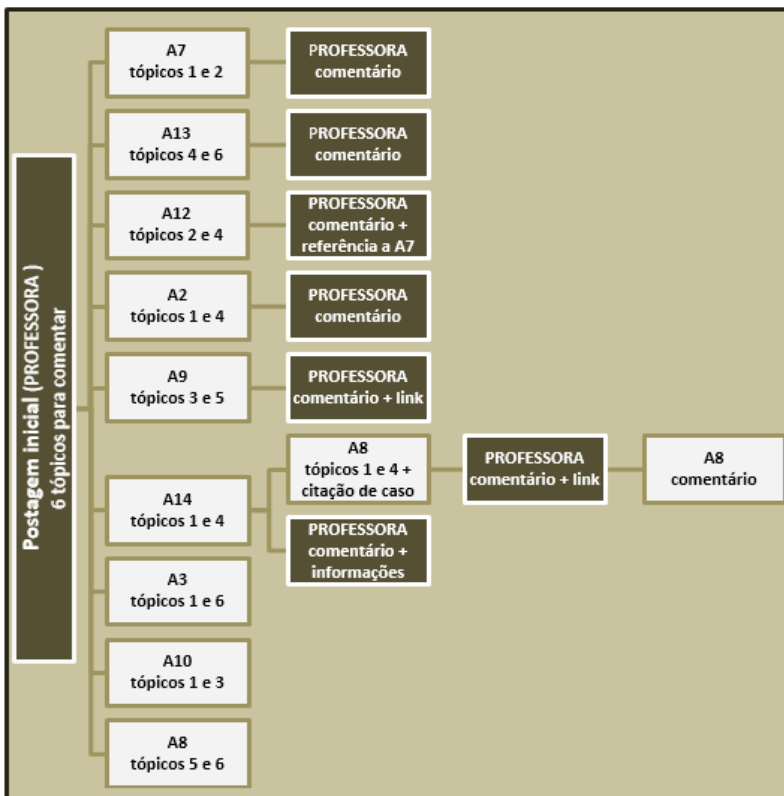 Postagem inicial (PROFESSORA )
6 tópicos para comentar
A7
tópicos 1 e 2
PROFESSORA
comentário
A13
tópicos 4 e 6
PROFESSORA
comentário
A12
tópicos 2 e 4
PROFESSORA
comentário +
referência a A7
A2
tópicos 1 e 4
PROFESSORA
comentário
A9
tópicos 3 e 5
PROFESSORA
comentário + link
A14
tópicos 1 e 4
A8
tópicos 1 e 4 +
citação de caso
PROFESSORA
comentário + link
A8
comentário
PROFESSORA
comentário +
informações
A3
tópicos 1 e 6
A10
tópicos 1 e 3
A8
tópicos 5 e 6